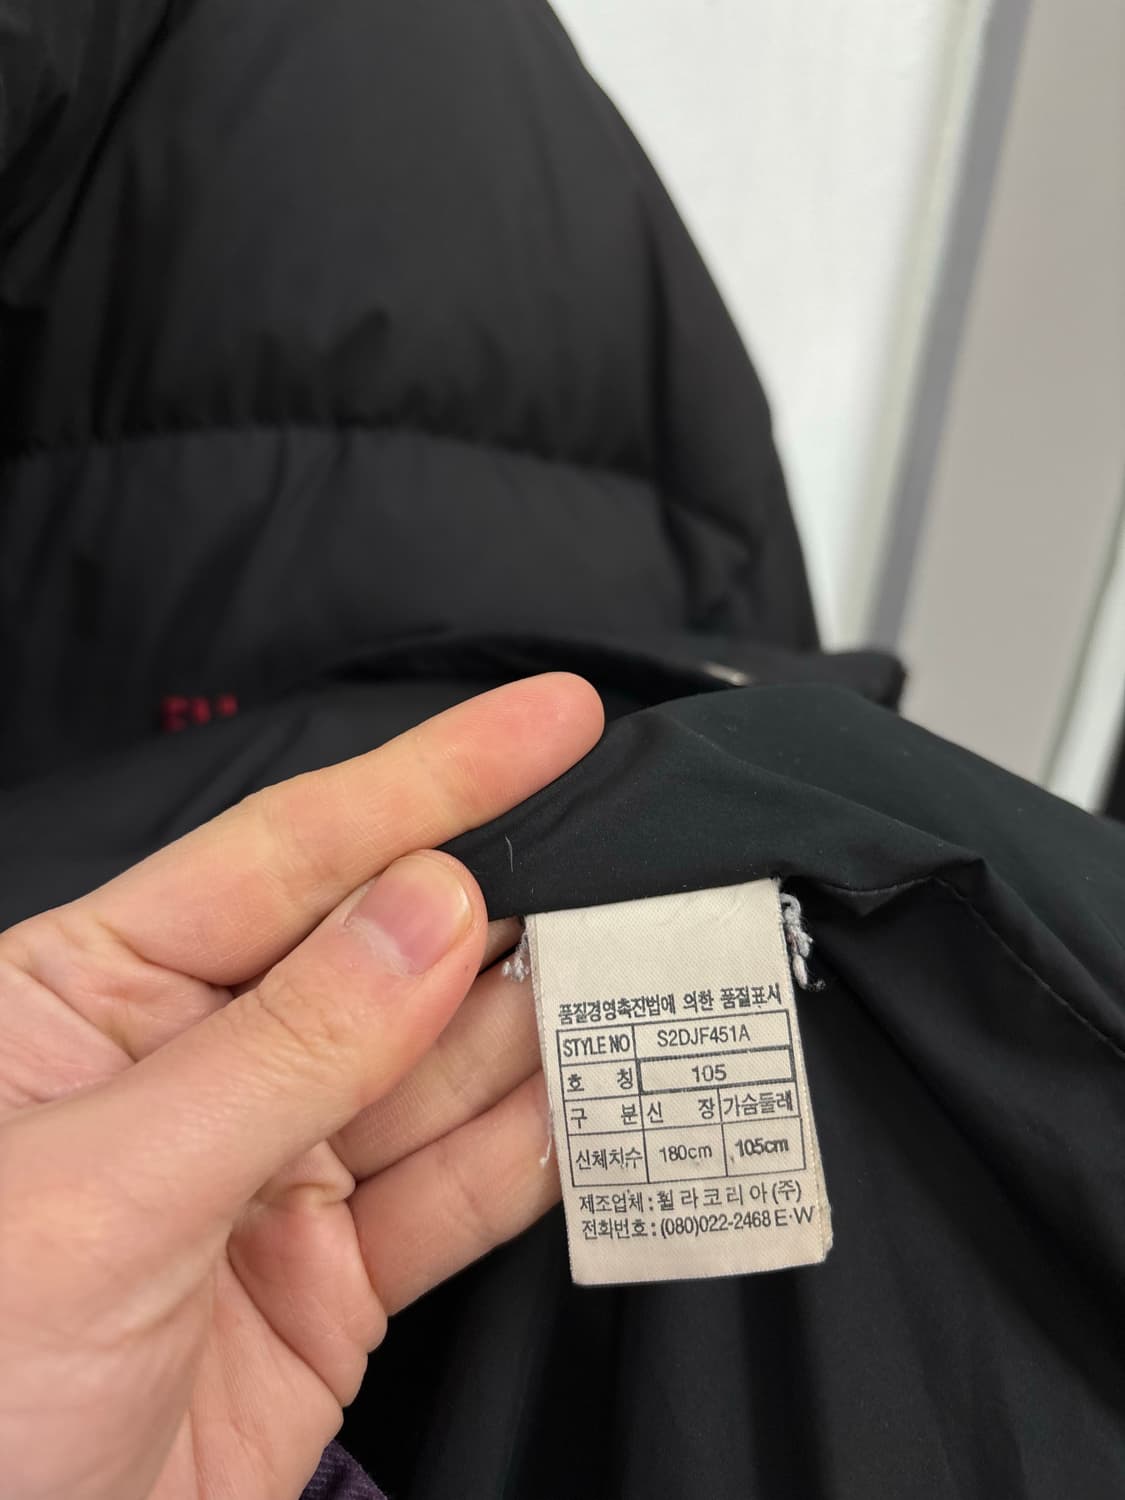 품질경영촉진법에 의한 품질표시
STYLE NO S2DJF451A
호 칭 105
구 분 신 장 가슴둘레
신체치수 180cm 105cm
제조업체 : 휠라코리아(주)
전화번호 : (080)022-2468 E·W